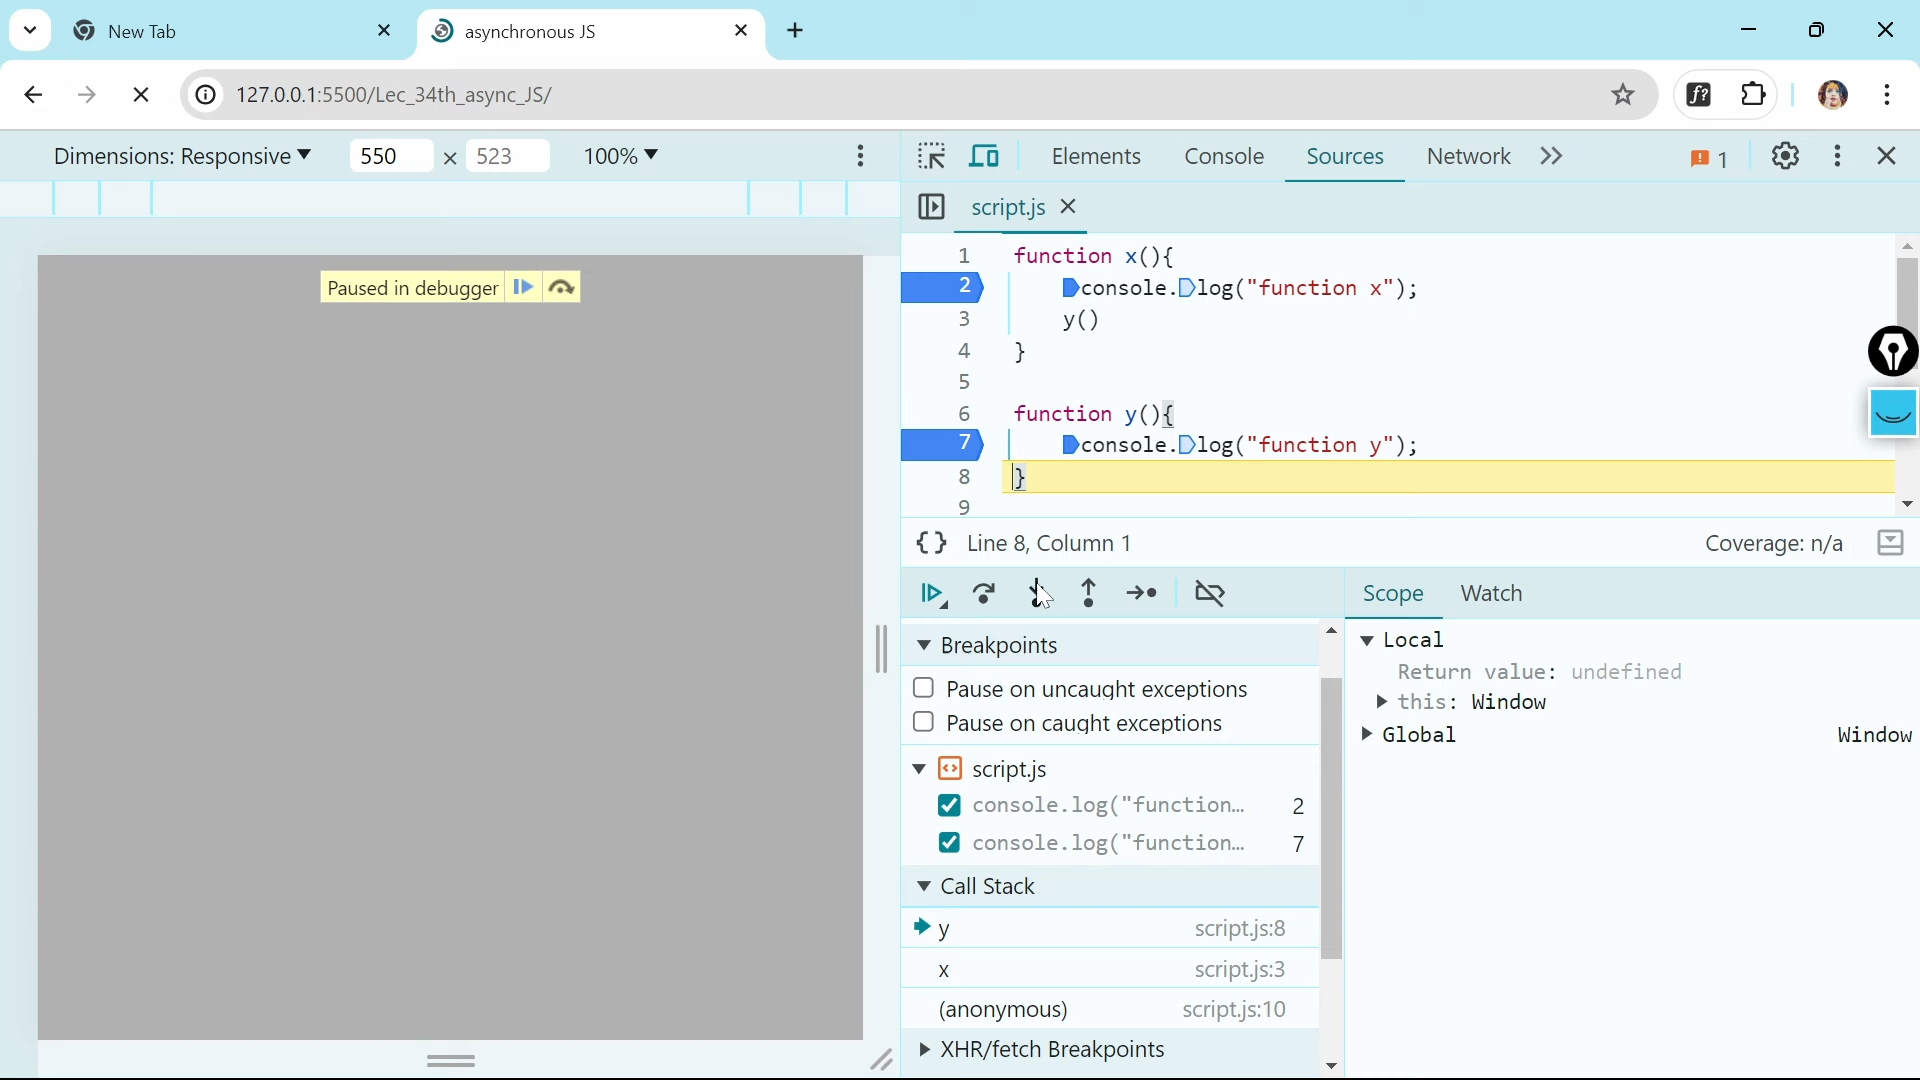 New Tab
asynchronous JS
127.0.0.1:5500/Lec_34th_async_JS/
f?
Dimensions: Responsive 550 × 523 100%
Elements Console Sources Network 1
script.js
Paused in debugger
1 function x(){
2 console.log("function x");
3 y()
4 }
5
6 function y(){
7 console.log("function y");
8 }
9
{} Line 8, Column 1 Coverage: n/a
Scope Watch
Breakpoints
Pause on uncaught exceptions
Pause on caught exceptions
script.js
console.log("function... 2
console.log("function... 7
Call Stack
y script.js:8
x script.js:3
(anonymous) script.js:10
XHR/fetch Breakpoints
Local
Return value: undefined
this: Window
Global Window